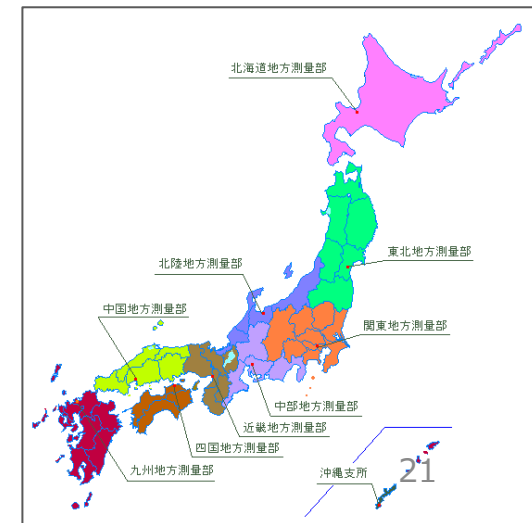 北海道地方測量部
東北地方測量部
北陸地方測量部
中国地方測量部
関東地方測量部
中部地方測量部
近畿地方測量部
四国地方測量部
九州地方測量部
沖縄支所
21